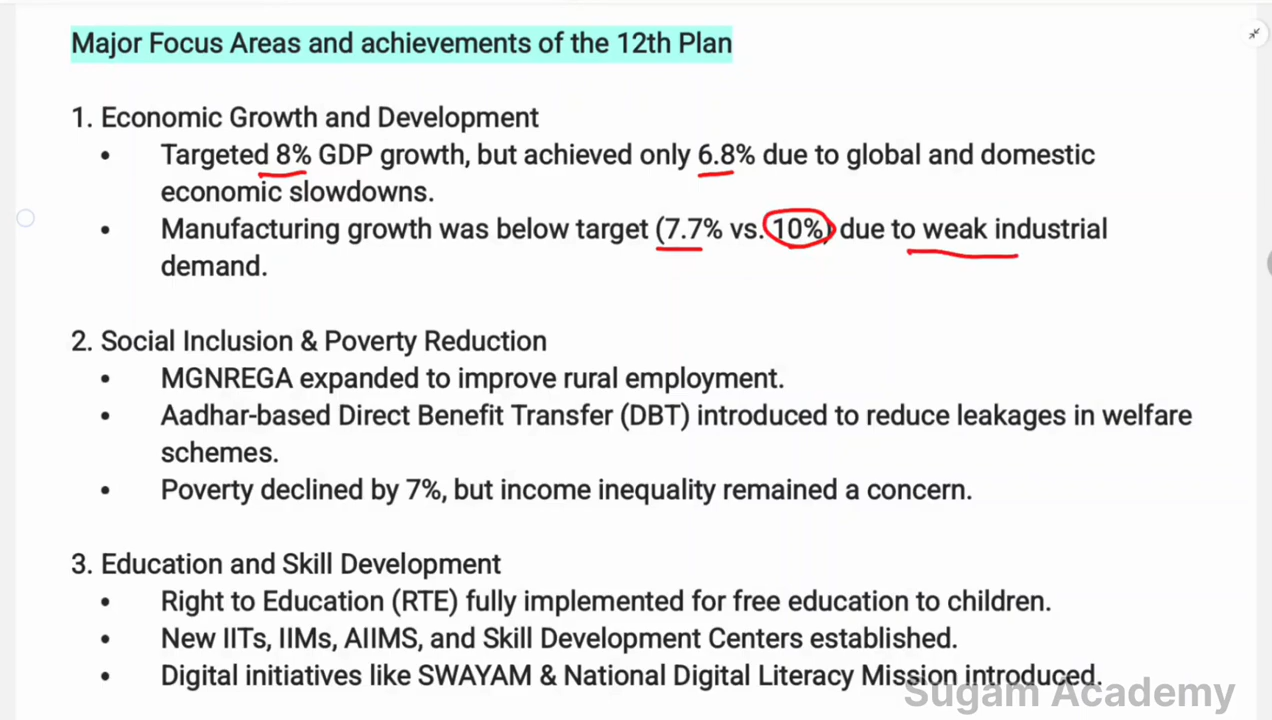 Major Focus Areas and achievements of the 12th Plan
1. Economic Growth and Development
• Targeted 8% GDP growth, but achieved only 6.8% due to global and domestic
economic slowdowns.
• Manufacturing growth was below target (7.7% vs. 10%) due to weak industrial
demand.
2. Social Inclusion & Poverty Reduction
• MGNREGA expanded to improve rural employment.
• Aadhar-based Direct Benefit Transfer (DBT) introduced to reduce leakages in welfare
schemes.
• Poverty declined by 7%, but income inequality remained a concern.
3. Education and Skill Development
• Right to Education (RTE) fully implemented for free education to children.
• New IITs, IIMs, AIIMS, and Skill Development Centers established.
• Digital initiatives like SWAYAM & National Digital Literacy Mission introduced.
Sugam Academy